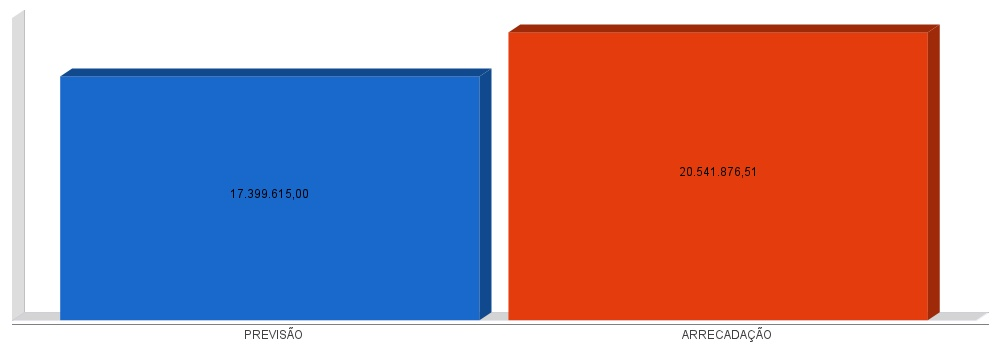 20.541.876,51
17.399.615,00
PREVISÃO
ARRECADAÇÃO